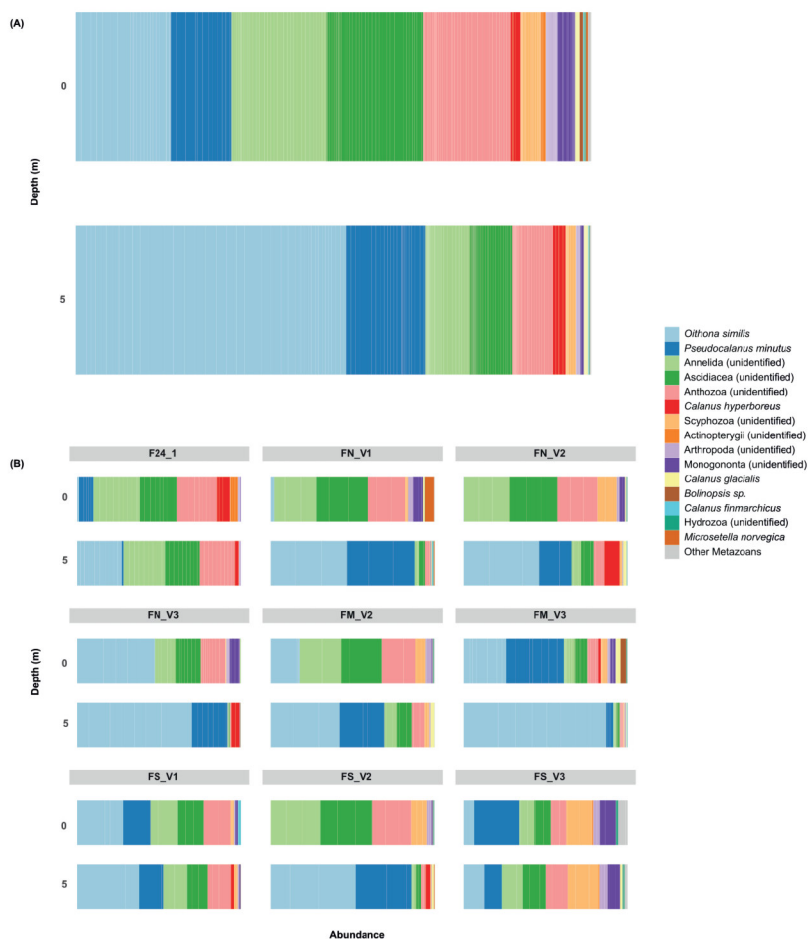 (A)
0
Depth (m)
5
Oithona similis
Pseudocalanus minutus
Annelida (unidentified)
Ascidiacea (unidentified)
Anthozoa (unidentified)
Calanus hyperboreus
Scyphozoa (unidentified)
Actinopterygii (unidentified)
Arthropoda (unidentified)
Monogononta (unidentified)
Calanus glacialis
Bolinopsis sp.
Calanus finmarchicus
Hydrozoa (unidentified)
Microsetella norvegica
Other Metazoans
(B)
F24_1 FN_V1 FN_V2
0
5
FN_V3 FM_V2 FM_V3
0
Depth (m)
5
FS_V1 FS_V2 FS_V3
0
5
Abundance